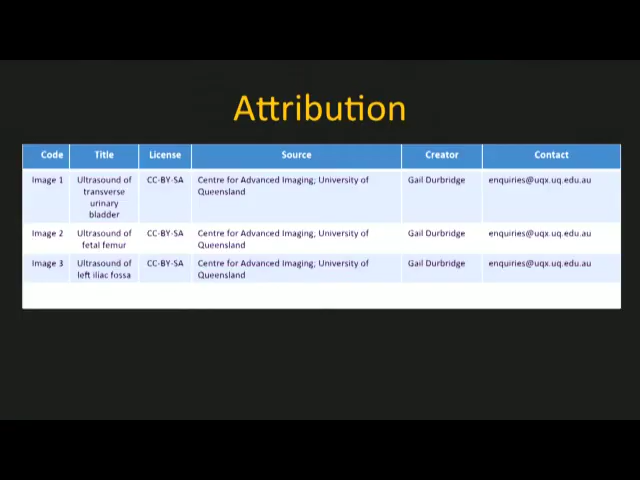 Attribution
Code Title License Source Creator Contact
Image 1 Ultrasound of transverse urinary bladder CC-BY-SA Centre for Advanced Imaging, University of Queensland Gail Durbridge enquiries@uqx.uq.edu.au
Image 2 Ultrasound of fetal femur CC-BY-SA Centre for Advanced Imaging, University of Queensland Gail Durbridge enquiries@uqx.uq.edu.au
Image 3 Ultrasound of left iliac fossa CC-BY-SA Centre for Advanced Imaging, University of Queensland Gail Durbridge enquiries@uqx.uq.edu.au